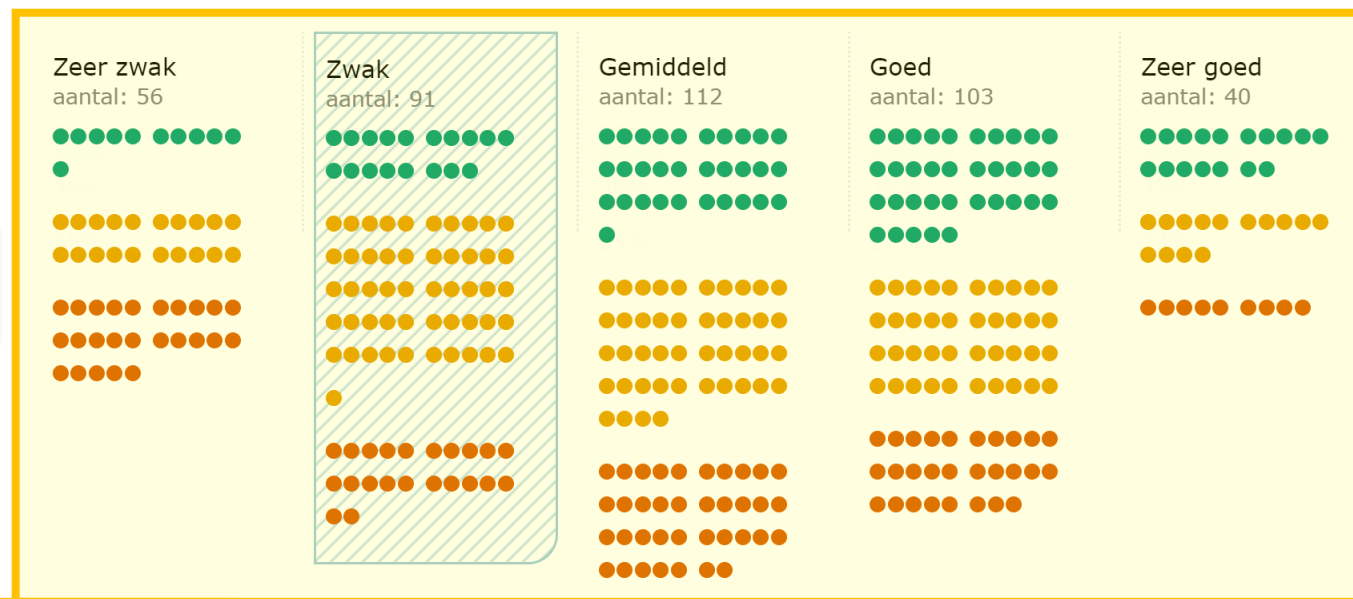 Zeer zwak
aantal: 56
Zwak
aantal: 91
Gemiddeld
aantal: 112
Goed
aantal: 103
Zeer goed
aantal: 40